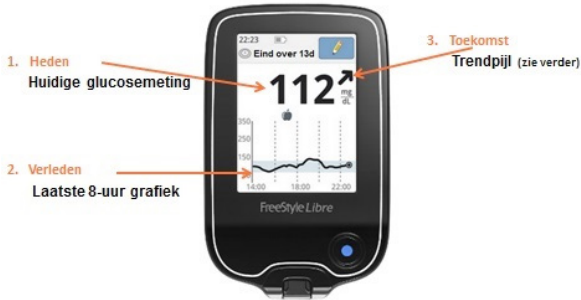 1. Heden
Huidige glucosemeting
2. Verleden
Laatste 8-uur grafiek
3. Toekomst
Trendpijl (zie verder)
22:23
Eind over 13d
112
mg
dL
350
250
150
14:00 18:00 22:00
FreeStyle Libre